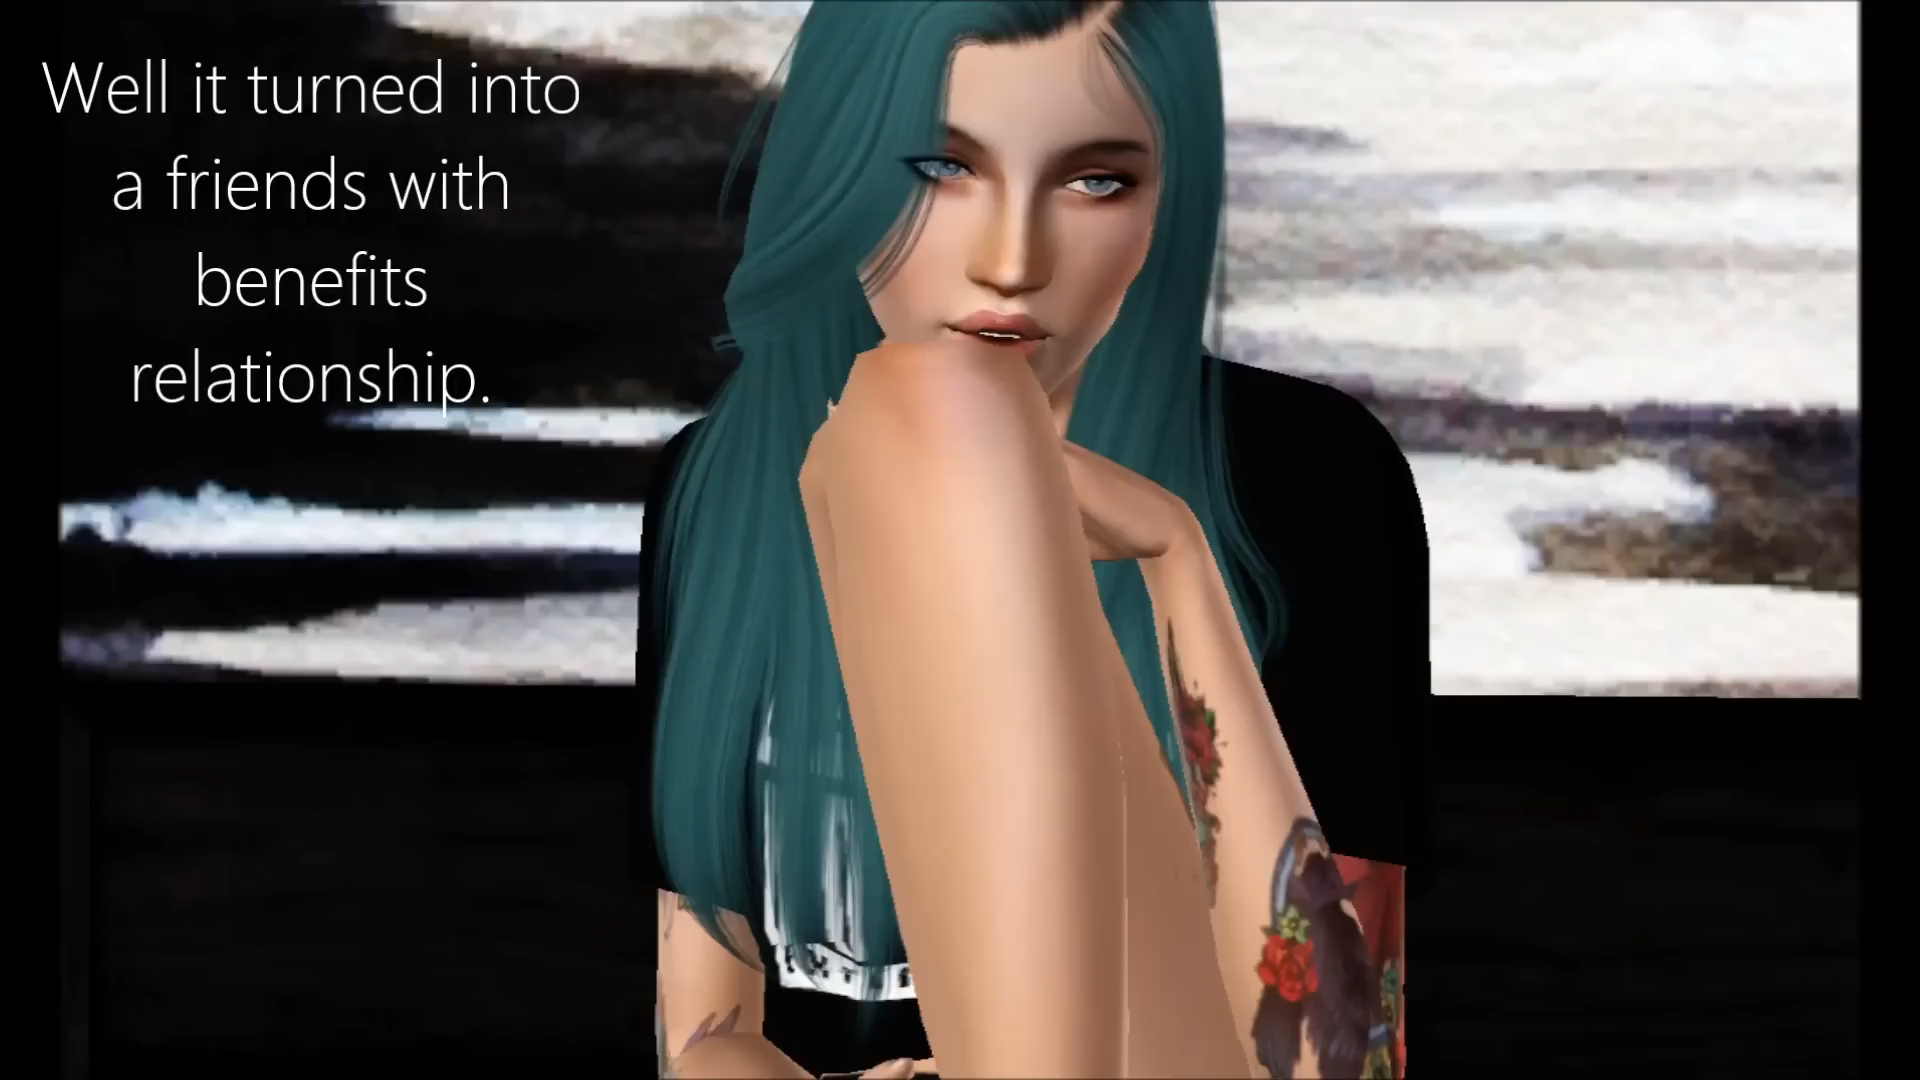 Well it turned into
a friends with
benefits
relationship.